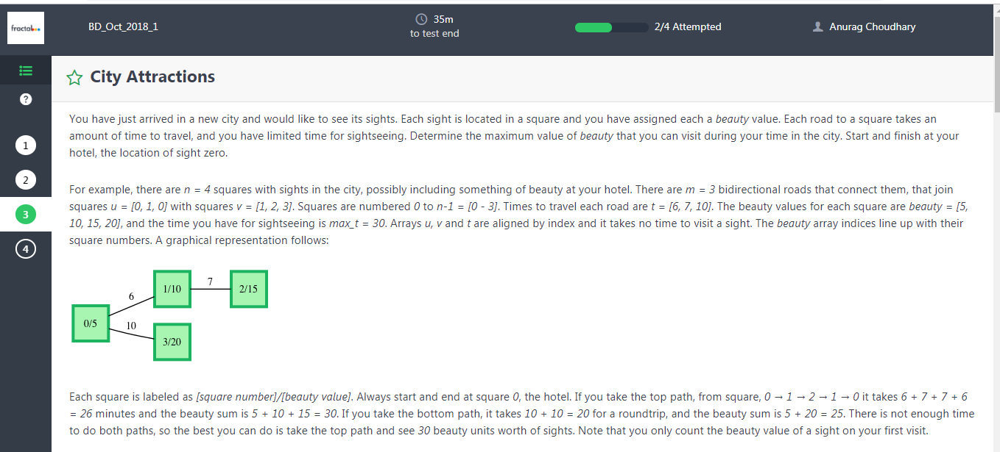 fractal
BD_Oct_2018_1
35m
to test end
2/4 Attempted
Anurag Choudhary
City Attractions
?
1
2
3
4
You have just arrived in a new city and would like to see its sights. Each sight is located in a square and you have assigned each a beauty value. Each road to a square takes an
amount of time to travel, and you have limited time for sightseeing. Determine the maximum value of beauty that you can visit during your time in the city. Start and finish at your
hotel, the location of sight zero.
For example, there are n = 4 squares with sights in the city, possibly including something of beauty at your hotel. There are m = 3 bidirectional roads that connect them, that join
squares u = [0, 1, 0] with squares v = [1, 2, 3]. Squares are numbered 0 to n-1 = [0 - 3]. Times to travel each road are t = [6, 7, 10]. The beauty values for each square are beauty = [5,
10, 15, 20], and the time you have for sightseeing is max_t = 30. Arrays u, v and t are aligned by index and it takes no time to visit a sight. The beauty array indices line up with their
square numbers. A graphical representation follows:
6
1/10
7
2/15
0/5
10
3/20
Each square is labeled as [square number]/[beauty value]. Always start and end at square 0, the hotel. If you take the top path, from square, 0 → 1 → 2 → 1 → 0 it takes 6 + 7 + 7 + 6
= 26 minutes and the beauty sum is 5 + 10 + 15 = 30. If you take the bottom path, it takes 10 + 10 = 20 for a roundtrip, and the beauty sum is 5 + 20 = 25. There is not enough time
to do both paths, so the best you can do is take the top path and see 30 beauty units worth of sights. Note that you only count the beauty value of a sight on your first visit.